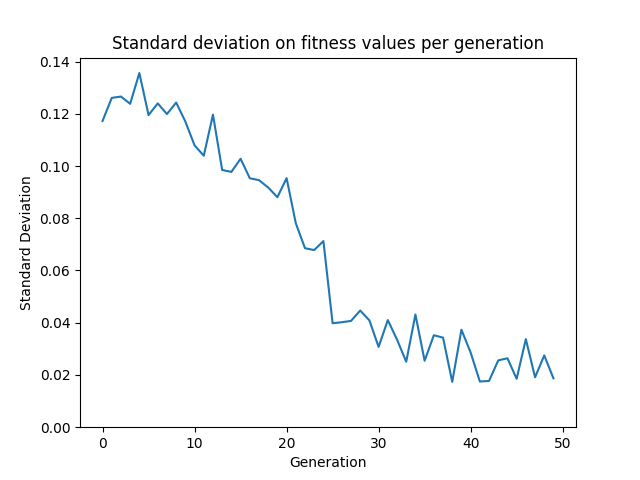 Standard deviation on fitness values per generation
0.14
0.12
0.10
0.08
0.06
0.04
0.02
0.00
Standard Deviation
0 10 20 30 40 50
Generation